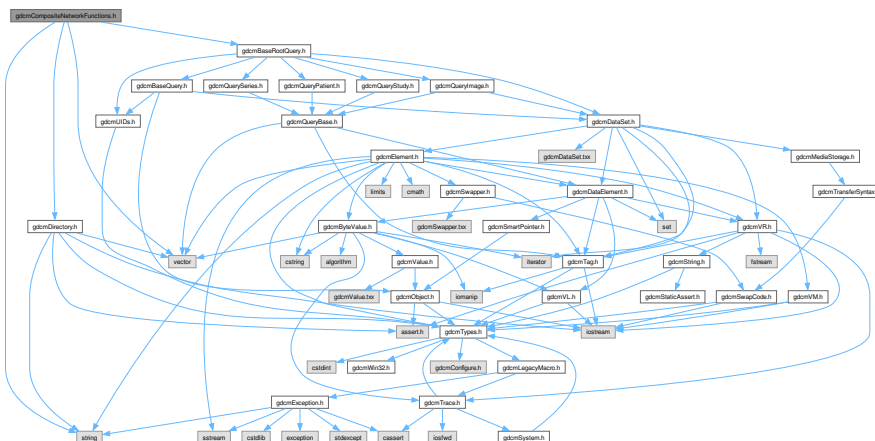 gdcmCompositeNetworkFunctions.h
gdcmBaseRootQuery.h
gdcmBaseQuery.h
gdcmQuerySeries.h
gdcmQueryPatient.h
gdcmQueryStudy.h
gdcmQueryImage.h
gdcmUIDs.h
gdcmQueryBase.h
gdcmDataSet.h
gdcmElement.h
gdcmDataSet.txx
gdcmMediaStorage.h
limits
cmath
gdcmSwapper.h
gdcmDataElement.h
gdcmTransferSyntax
gdcmDirectory.h
gdcmByteValue.h
gdcmSwapper.txx
gdcmSmartPointer.h
set
gdcmVR.h
vector
cstring
algorithm
gdcmValue.h
iterator
gdcmTag.h
gdcmString.h
fstream
gdcmValue.txx
gdcmObject.h
iomanip
gdcmVL.h
gdcmStaticAssert.h
gdcmSwapCode.h
gdcmVM.h
assert.h
gdcmTypes.h
iostream
cstdint
gdcmWin32.h
gdcmConfigure.h
gdcmLegacyMacro.h
gdcmException.h
gdcmTrace.h
string
sstream
cstdlib
exception
stdexcept
cassert
iosfwd
gdcmSystem.h